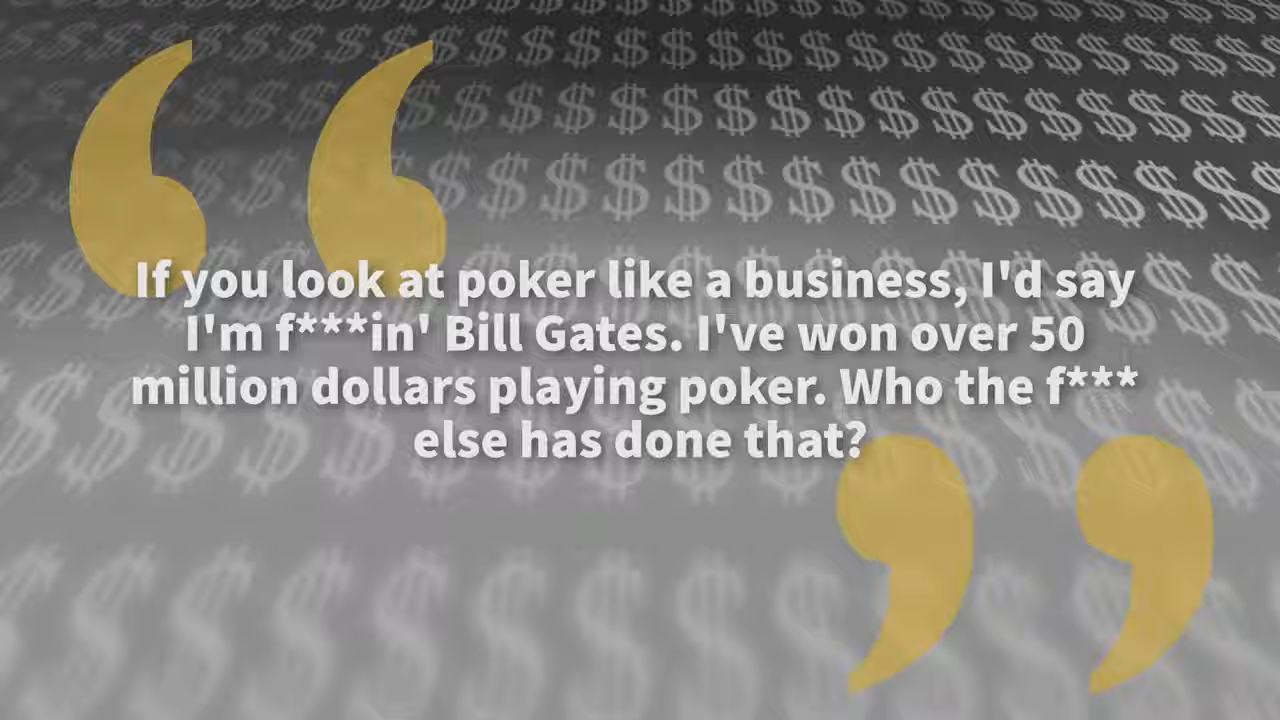 If you look at poker like a business, I'd say
I'm f***in' Bill Gates. I've won over 50
million dollars playing poker. Who the f***
else has done that?